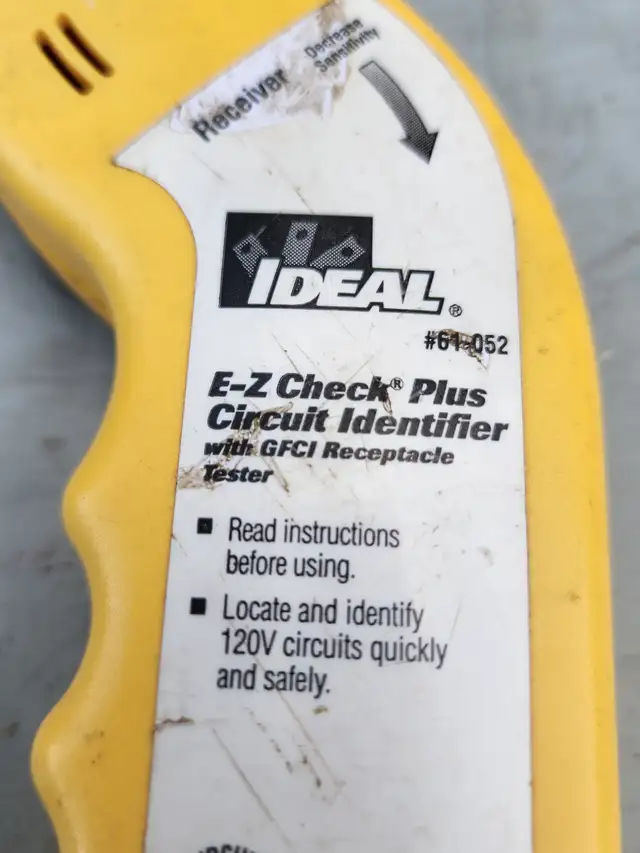 Receiver
Decrease
Sensitivity
IDEAL®
#61-052
E-Z Check® Plus
Circuit Identifier
with GFCI Receptacle
Tester
▪ Read instructions
before using.
▪ Locate and identify
120V circuits quickly
and safely.